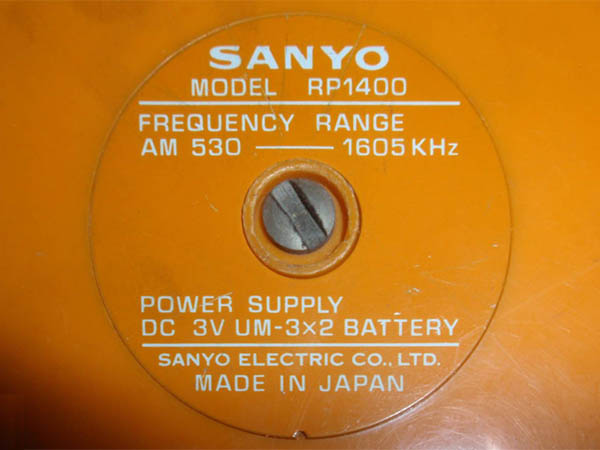 SANYO
MODEL RP1400
FREQUENCY RANGE
AM 530 —— 1605 KHz
POWER SUPPLY
DC 3V UM-3×2 BATTERY
SANYO ELECTRIC CO., LTD.
MADE IN JAPAN